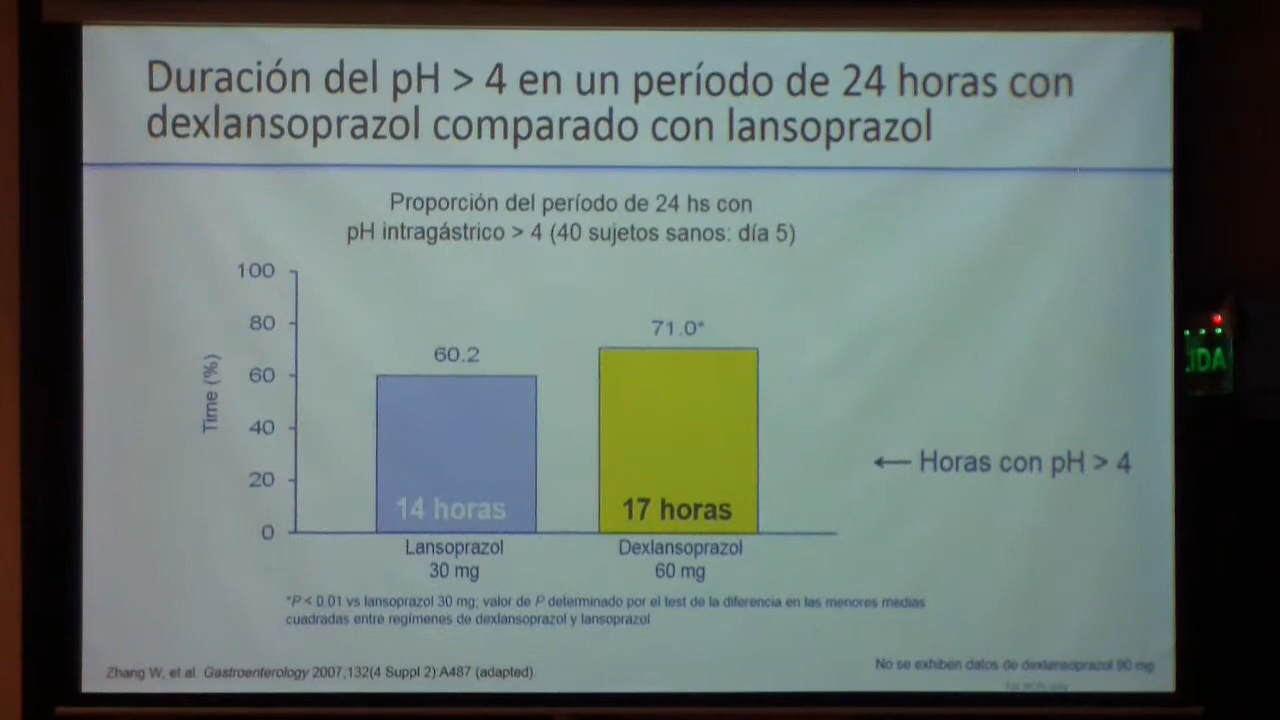 Duración del pH > 4 en un período de 24 horas con
dexlansoprazol comparado con lansoprazol
Proporción del período de 24 hs con
pH intragástrico > 4 (40 sujetos sanos: día 5)
100
80
60
40
20
0
Time (%)
60.2
71.0*
14 horas
17 horas
← Horas con pH > 4
Lansoprazol
30 mg
Dexlansoprazol
60 mg
*P < 0.01 vs lansoprazol 30 mg; valor de P determinado por el test de la diferencia en las menores medias
cuadradas entre regímenes de dexlansoprazol y lansoprazol
Zhang W, et al. Gastroenterology 2007;132(4 Suppl 2):A487 (adapted)
No se exhiben datos de dexlansoprazol 90 mg
IDA